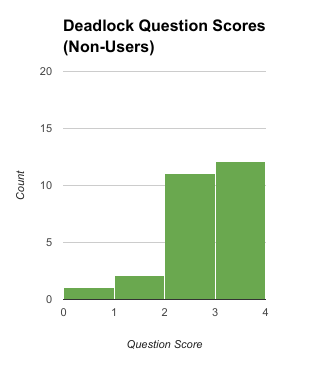 Deadlock Question Scores
(Non-Users)
20
15
10
5
0
Count
0 1 2 3 4
Question Score